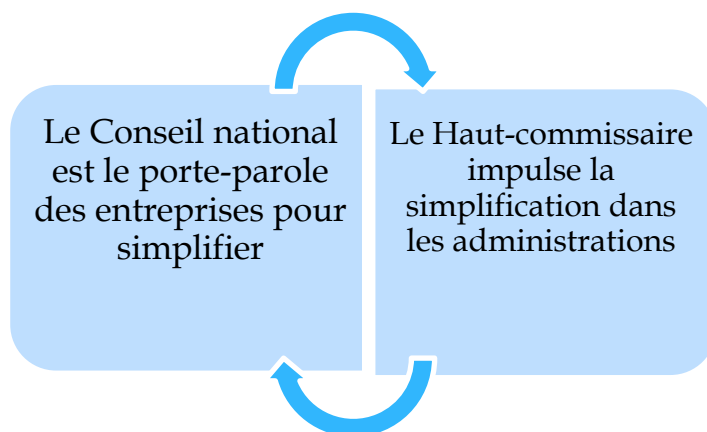 Le Conseil national
est le porte-parole
des entreprises pour
simplifier
Le Haut-commissaire
impulse la
simplification dans
les administrations